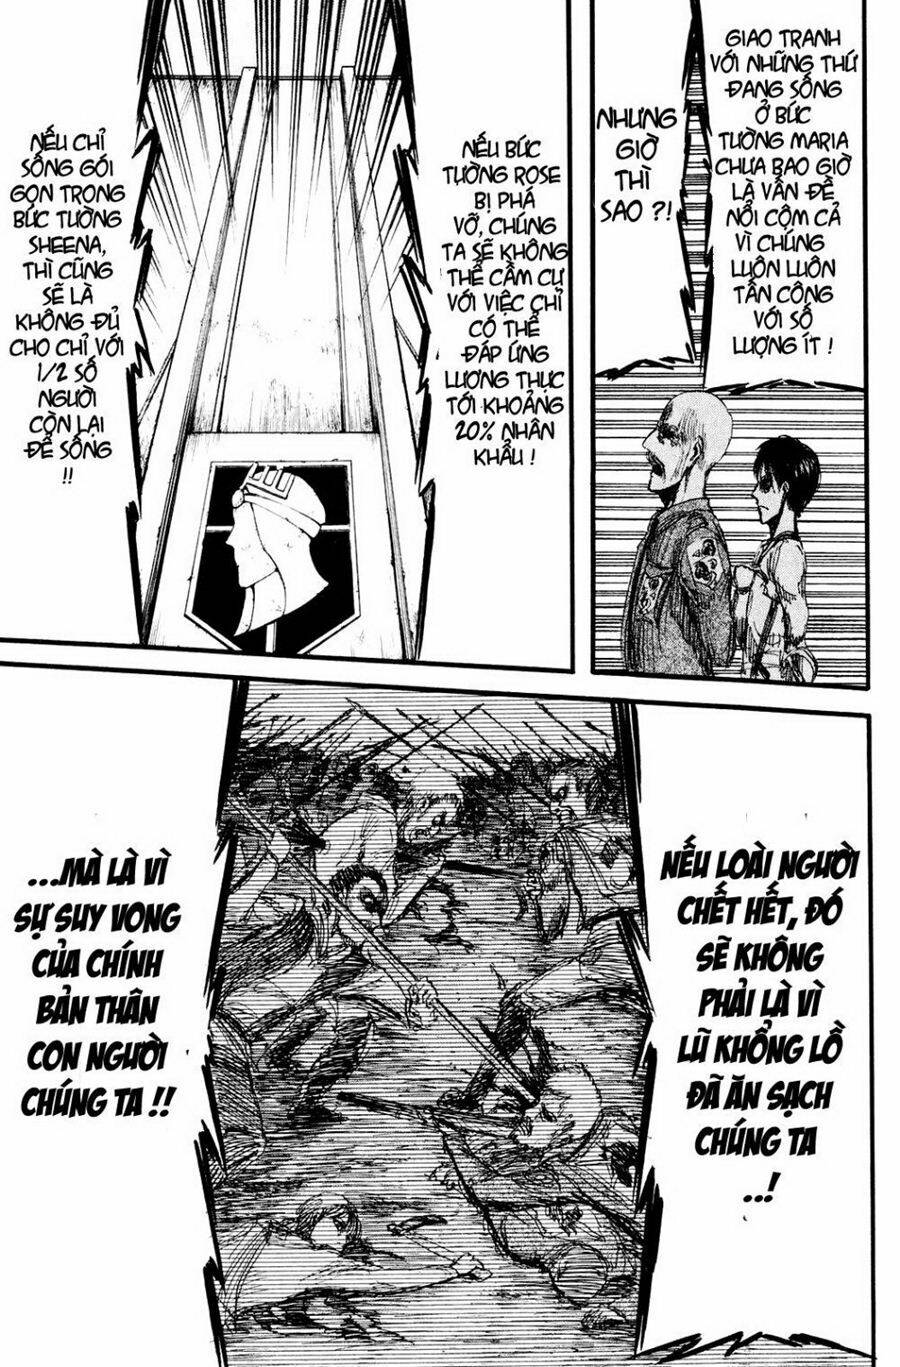 GIAO TRANH
VỚI NHỮNG THỨ
ĐANG SỐNG
Ở BỨC
TƯỜNG MARIA
CHƯA BAO GIỜ
LÀ VẤN ĐỀ
NỔI CỘM CẢ
VÌ CHÚNG
LUÔN LUÔN
TẤN CÔNG
VỚI SỐ
LƯỢNG ÍT !
NHƯNG
GIỜ
THÌ
SAO ?!
NẾU BỨC
TƯỜNG ROSE
BỊ PHÁ
VỠ, CHÚNG
TA SẼ KHÔNG
THỂ CẦM CỰ
VỚI VIỆC CHỈ
CÓ THỂ
ĐÁP ỨNG
LƯƠNG THỰC
TỚI KHOẢNG
20% NHÂN
KHẨU !
NẾU CHỈ
SỐNG GÓI
GỌN TRONG
BỨC TƯỜNG
SHEENA,
THÌ CŨNG
SẼ LÀ
KHÔNG ĐỦ
CHO CHỈ VỚI
1/2 SỐ
NGƯỜI
CÒN LẠI
ĐỂ SỐNG
!!
NẾU LOÀI NGƯỜI
CHẾT HẾT, ĐÓ
SẼ KHÔNG
PHẢI LÀ VÌ
LŨ KHỔNG LỒ
ĐÃ ĂN SẠCH
CHÚNG TA
...!
....MÀ LÀ VÌ
SỰ SUY VONG
CỦA CHÍNH
BẢN THÂN
CON NGƯỜI
CHÚNG TA !!